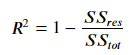 R² = 1 − SS_res / SS_tot